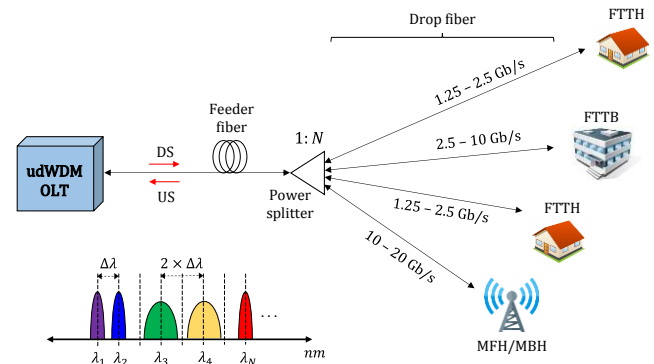 Drop fiber
FTTH
1.25 – 2.5 Gb/s
Feeder
fiber
1: N
2.5 – 10 Gb/s
FTTB
udWDM
OLT
DS
US
Power
splitter
1.25 – 2.5 Gb/s
FTTH
10 – 20 Gb/s
MFH/MBH
Δλ
2 × Δλ
...
λ1 λ2 λ3 λ4 λN nm